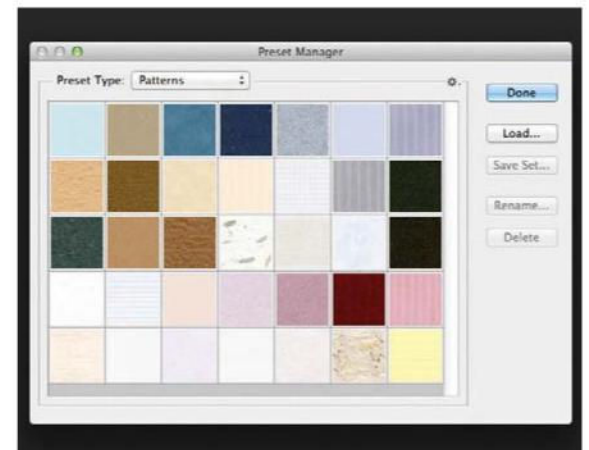 Preset Manager
Preset Type: Patterns
Done
Load...
Save Set...
Rename...
Delete